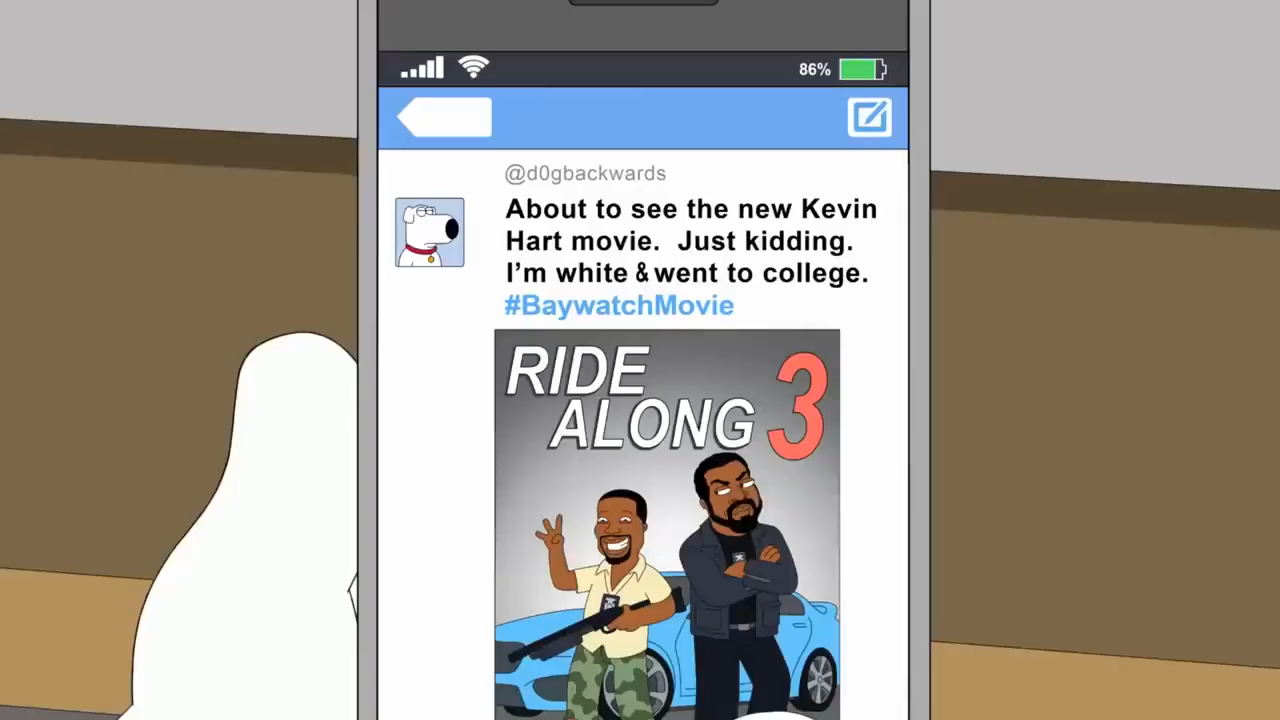 86%
@d0gbackwards
About to see the new Kevin
Hart movie.  Just kidding.
I'm white & went to college.
#BaywatchMovie
RIDE
ALONG 3